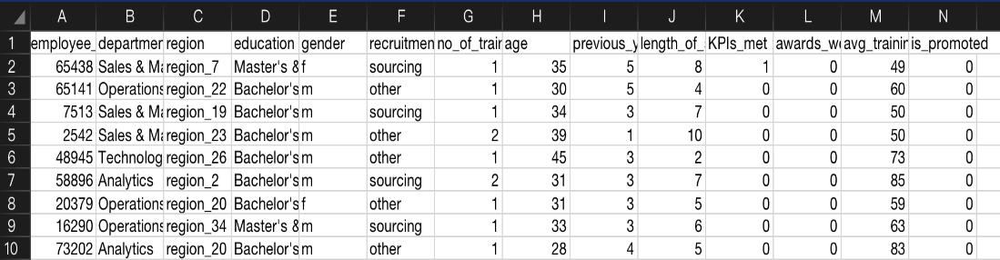 A B C D E F G H I J K L M N
1 employee_ departmen region education gender recruitmen no_of_train age previous_y length_of_s KPIs_met awards_wo avg_trainin is_promoted
2 65438 Sales & Ma region_7 Master's & f sourcing 1 35 5 8 1 0 49 0
3 65141 Operations region_22 Bachelor's m other 1 30 5 4 0 0 60 0
4 7513 Sales & Ma region_19 Bachelor's m sourcing 1 34 3 7 0 0 50 0
5 2542 Sales & Ma region_23 Bachelor's m other 2 39 1 10 0 0 50 0
6 48945 Technolog region_26 Bachelor's m other 1 45 3 2 0 0 73 0
7 58896 Analytics region_2 Bachelor's m sourcing 2 31 3 7 0 0 85 0
8 20379 Operations region_20 Bachelor's f other 1 31 3 5 0 0 59 0
9 16290 Operations region_34 Master's & m sourcing 1 33 3 6 0 0 63 0
10 73202 Analytics region_20 Bachelor's m other 1 28 4 5 0 0 83 0